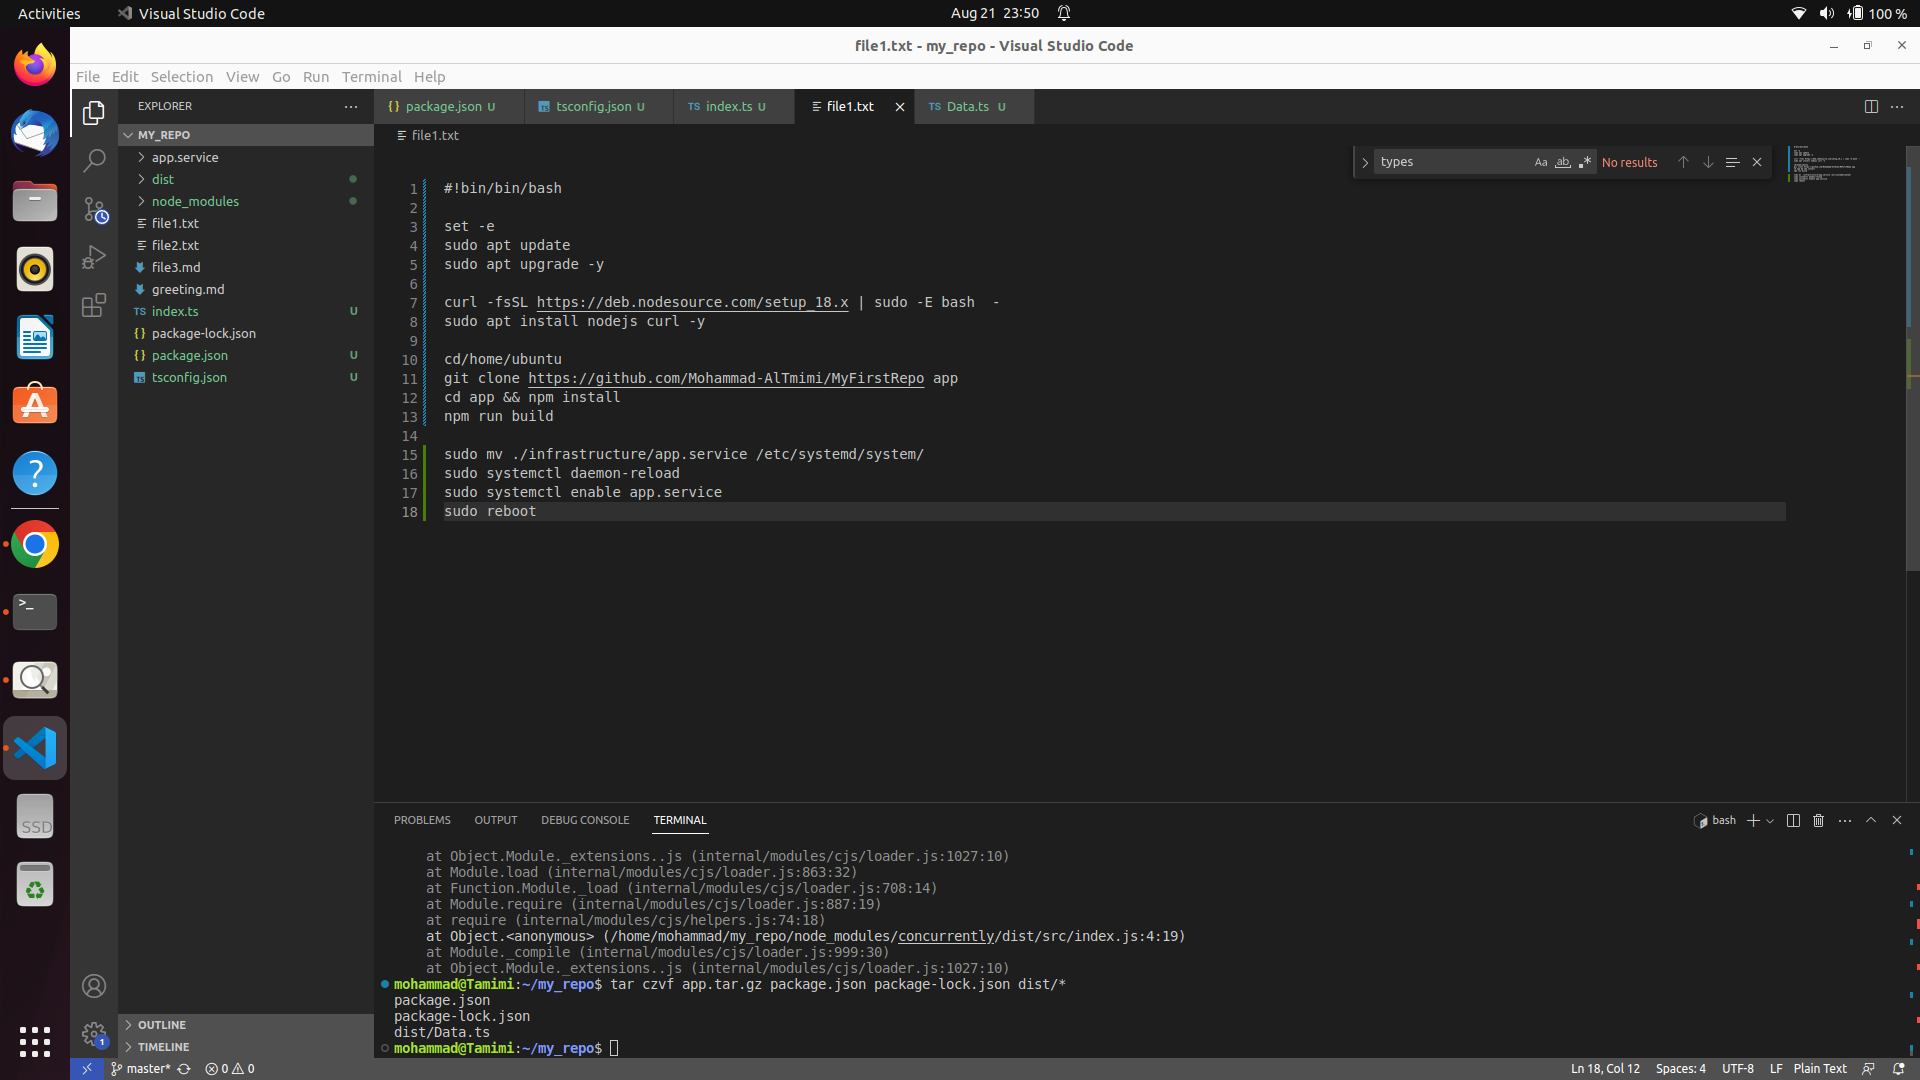 Activities Visual Studio Code Aug 21 23:50 100 %
file1.txt - my_repo - Visual Studio Code
File Edit Selection View Go Run Terminal Help
EXPLORER
MY_REPO
app.service
dist
node_modules
file1.txt
file2.txt
file3.md
greeting.md
TS index.ts U
{} package-lock.json
{} package.json U
TS tsconfig.json U
OUTLINE
TIMELINE
{} package.json U TS tsconfig.json U TS index.ts U file1.txt TS Data.ts U
file1.txt
types Aa ab .* No results
1 #!bin/bin/bash
2
3 set -e
4 sudo apt update
5 sudo apt upgrade -y
6
7 curl -fsSL https://deb.nodesource.com/setup_18.x | sudo -E bash  -
8 sudo apt install nodejs curl -y
9
10 cd/home/ubuntu
11 git clone https://github.com/Mohammad-AlTmimi/MyFirstRepo app
12 cd app && npm install
13 npm run build
14
15 sudo mv ./infrastructure/app.service /etc/systemd/system/
16 sudo systemctl daemon-reload
17 sudo systemctl enable app.service
18 sudo reboot
PROBLEMS OUTPUT DEBUG CONSOLE TERMINAL bash
at Object.Module._extensions..js (internal/modules/cjs/loader.js:1027:10)
at Module.load (internal/modules/cjs/loader.js:863:32)
at Function.Module._load (internal/modules/cjs/loader.js:708:14)
at Module.require (internal/modules/cjs/loader.js:887:19)
at require (internal/modules/cjs/helpers.js:74:18)
at Object.<anonymous> (/home/mohammad/my_repo/node_modules/concurrently/dist/src/index.js:4:19)
at Module._compile (internal/modules/cjs/loader.js:999:30)
at Object.Module._extensions..js (internal/modules/cjs/loader.js:1027:10)
mohammad@Tamimi:~/my_repo$ tar czvf app.tar.gz package.json package-lock.json dist/*
package.json
package-lock.json
dist/Data.ts
mohammad@Tamimi:~/my_repo$
SSD
1
master* 0 0 Ln 18, Col 12 Spaces: 4 UTF-8 LF Plain Text